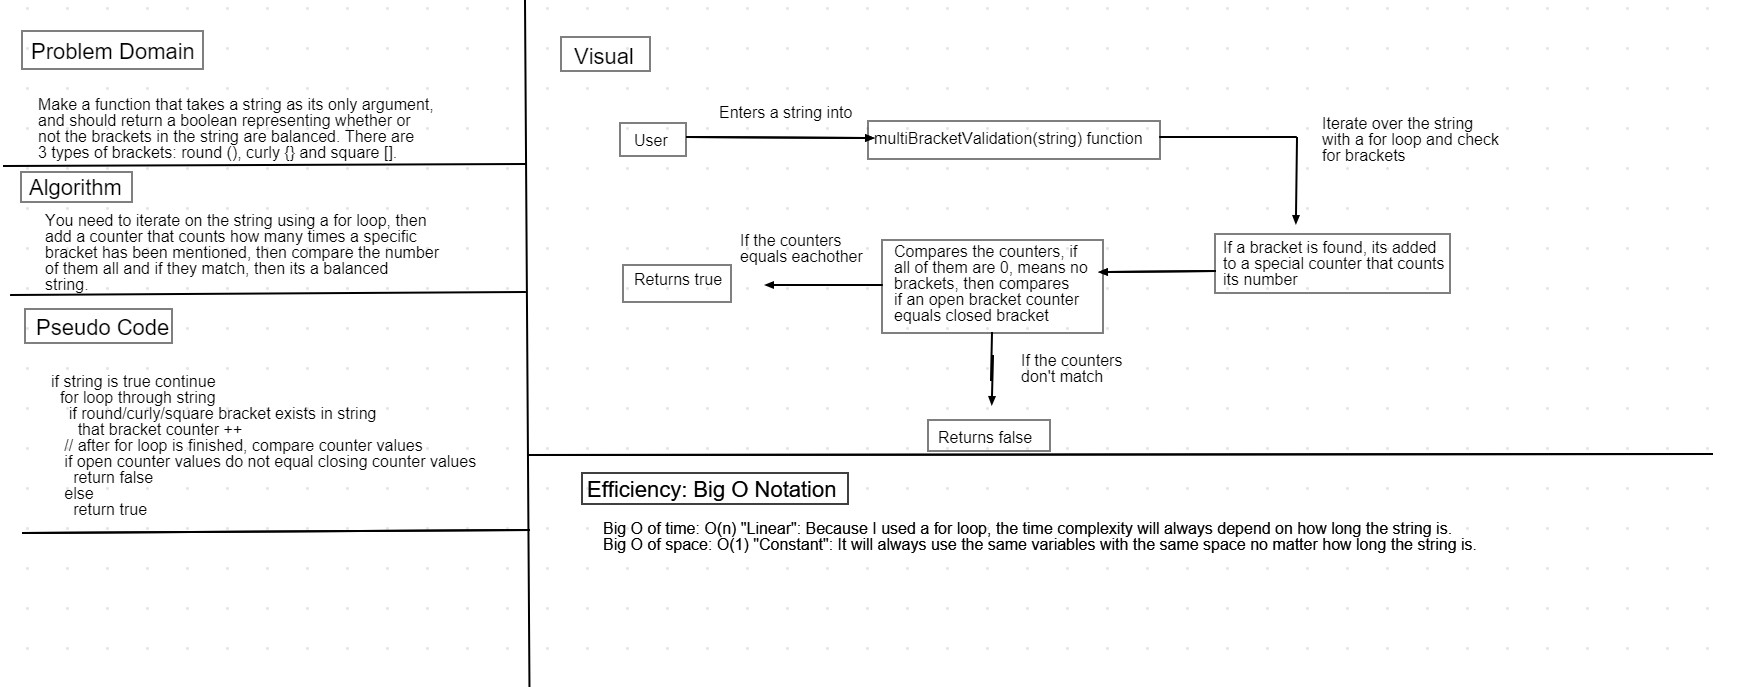 Problem Domain
Make a function that takes a string as its only argument,
and should return a boolean representing whether or
not the brackets in the string are balanced. There are
3 types of brackets: round (), curly {} and square [].
Algorithm
You need to iterate on the string using a for loop, then
add a counter that counts how many times a specific
bracket has been mentioned, then compare the number
of them all and if they match, then its a balanced
string.
Pseudo Code
if string is true continue
for loop through string
if round/curly/square bracket exists in string
that bracket counter ++
// after for loop is finished, compare counter values
if open counter values do not equal closing counter values
return false
else
return true
Visual
User
Enters a string into
multiBracketValidation(string) function
Iterate over the string
with a for loop and check
for brackets
If a bracket is found, its added
to a special counter that counts
its number
Compares the counters, if
all of them are 0, means no
brackets, then compares
if an open bracket counter
equals closed bracket
If the counters
equals eachother
Returns true
If the counters
don't match
Returns false
Efficiency: Big O Notation
Big O of time: O(n) "Linear": Because I used a for loop, the time complexity will always depend on how long the string is.
Big O of space: O(1) "Constant": It will always use the same variables with the same space no matter how long the string is.